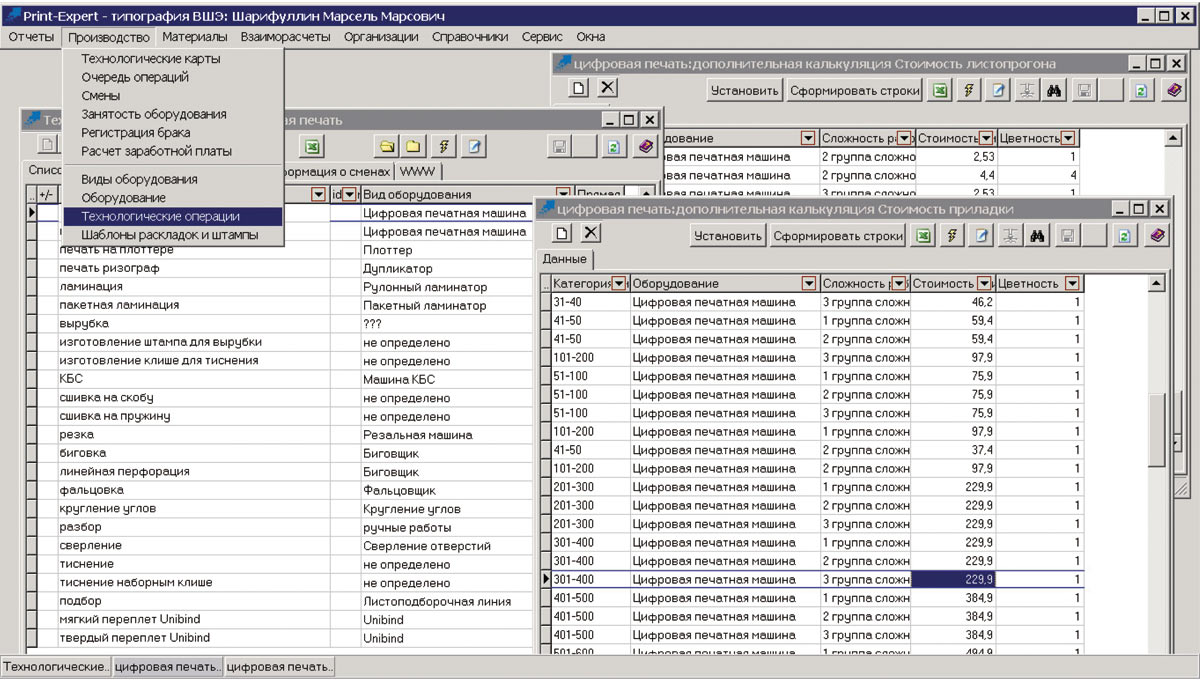 Print-Expert - типография ВШЭ: Шарифуллин Марсель Марсович
Отчеты Производство Материалы Взаиморасчеты Организации Справочники Сервис Окна
Технологические карты
Очередь операций
Смены
Занятость оборудования
Регистрация брака
Расчет заработной платы
Виды оборудования
Оборудование
Технологические операции
Шаблоны раскладок и штампы
печать
WWW
+/- Вид оборудования
Цифровая печатная машина
Цифровая печатная машина
печать на плоттере Плоттер
печать ризограф Дупликатор
ламинация Рулонный ламинатор
пакетная ламинация Пакетный ламинатор
вырубка ???
изготовление штампа для вырубки не определено
изготовление клише для тиснения не определено
КБС Машина КБС
сшивка на скобу не определено
сшивка на пружину не определено
резка Резальная машина
биговка Биговщик
линейная перфорация Биговщик
фальцовка Фальцовщик
кругление углов Кругление углов
разбор ручные работы
сверление Сверление отверстий
тиснение не определено
тиснение наборным клише не определено
подбор Листоподборочная линия
мягкий переплет Unibind Unibind
твердый переплет Unibind Unibind
цифровая печать:дополнительная калькуляция Стоимость листопрогона
Установить Сформировать строки
Стоимость Цветность
печатная машина 2 группа сложно 2,53 1
печатная машина 2 группа сложно 4,4 4
печатная машина 3 группа сложно 2,53 1
цифровая печать:дополнительная калькуляция Стоимость приладки
Установить Сформировать строки
Данные
Категория Оборудование Сложность Стоимость Цветность
31-40 Цифровая печатная машина 3 группа сложн 46,2 1
41-50 Цифровая печатная машина 1 группа сложн 59,4 1
41-50 Цифровая печатная машина 2 группа сложн 59,4 1
101-200 Цифровая печатная машина 3 группа сложн 97,9 1
51-100 Цифровая печатная машина 1 группа сложн 75,9 1
51-100 Цифровая печатная машина 2 группа сложн 75,9 1
51-100 Цифровая печатная машина 3 группа сложн 75,9 1
101-200 Цифровая печатная машина 1 группа сложн 97,9 1
41-50 Цифровая печатная машина 2 группа сложн 37,4 1
101-200 Цифровая печатная машина 2 группа сложн 97,9 1
201-300 Цифровая печатная машина 1 группа сложн 229,9 1
201-300 Цифровая печатная машина 2 группа сложн 229,9 1
201-300 Цифровая печатная машина 3 группа сложн 229,9 1
301-400 Цифровая печатная машина 1 группа сложн 229,9 1
301-400 Цифровая печатная машина 2 группа сложн 229,9 1
301-400 Цифровая печатная машина 3 группа сложн 229,9 1
401-500 Цифровая печатная машина 1 группа сложн 384,9 1
401-500 Цифровая печатная машина 2 группа сложн 384,9 1
401-500 Цифровая печатная машина 3 группа сложн 384,9 1
501-600 Цифровая печатная машина 1 группа сложн 494,9 1
Технологические.. цифровая печать.. цифровая печать..